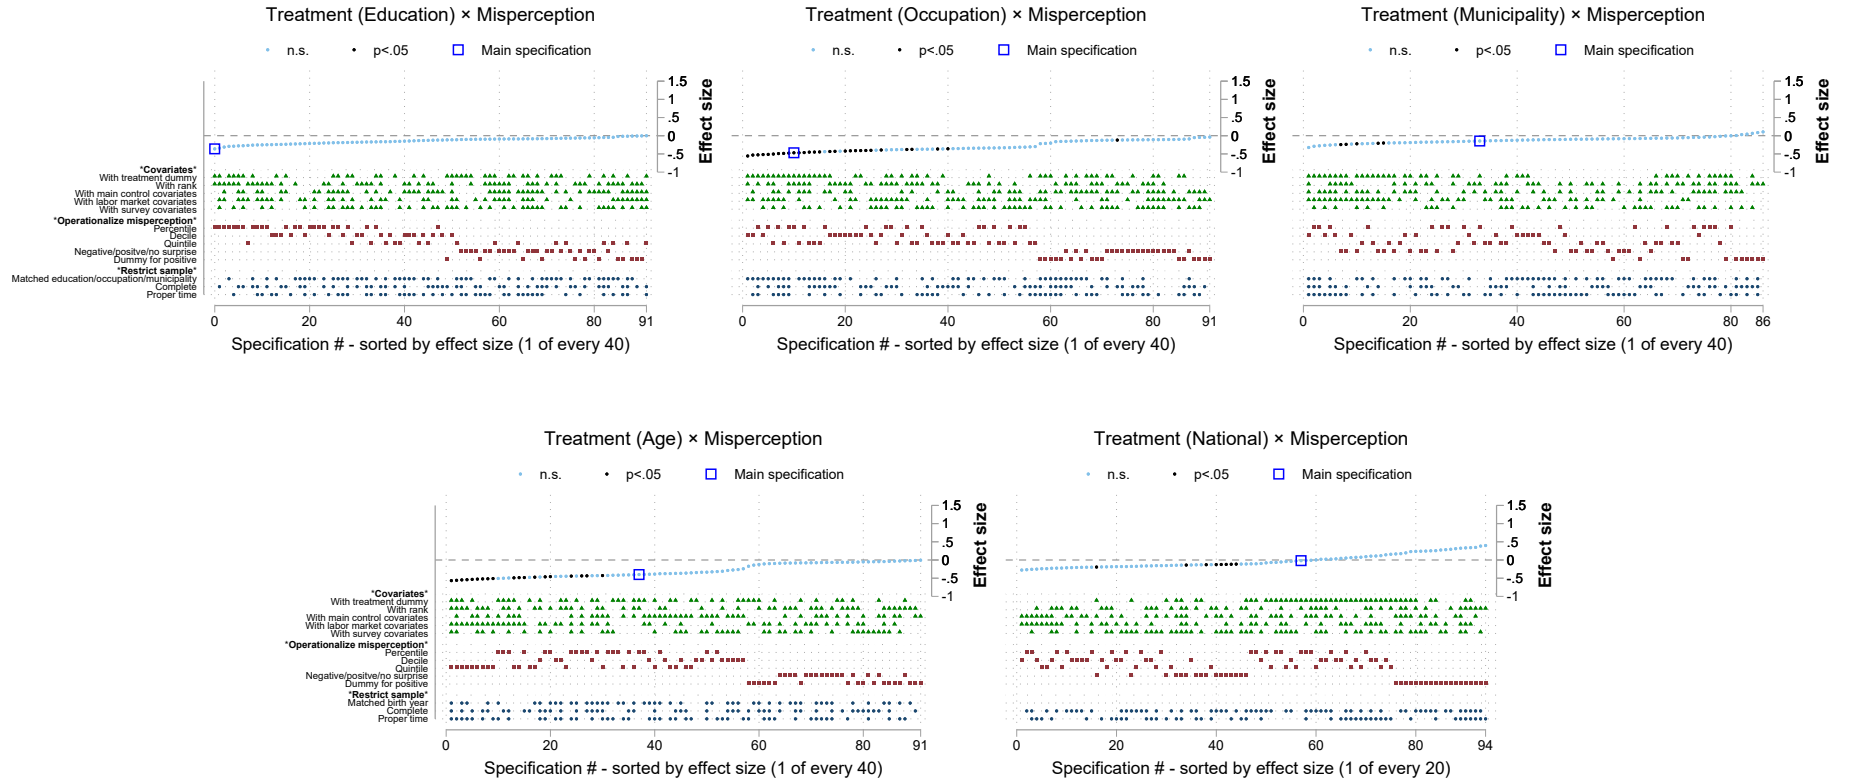 Treatment (Education) × Misperception
n.s.
p<.05
Main specification
1.5
1
.5
0
-.5
-1
Effect size
*Covariates*
With treatment dummy
With rank
With main control covariates
With labor market covariates
With survey covariates
*Operationalize misperception*
Percentile
Decile
Quintile
Negative/positve/no surprise
Dummy for positive
*Restrict sample*
Matched education/occupation/municipality
Complete
Proper time
0 20 40 60 80 91
Specification # - sorted by effect size (1 of every 40)
Treatment (Occupation) × Misperception
n.s.
p<.05
Main specification
1.5
1
.5
0
-.5
-1
Effect size
0 20 40 60 80 91
Specification # - sorted by effect size (1 of every 40)
Treatment (Municipality) × Misperception
n.s.
p<.05
Main specification
1.5
1
.5
0
-.5
-1
Effect size
0 20 40 60 80 86
Specification # - sorted by effect size (1 of every 40)
Treatment (Age) × Misperception
n.s.
p<.05
Main specification
1.5
1
.5
0
-.5
-1
Effect size
*Covariates*
With treatment dummy
With rank
With main control covariates
With labor market covariates
With survey covariates
*Operationalize misperception*
Percentile
Decile
Quintile
Negative/positve/no surprise
Dummy for positive
*Restrict sample*
Matched birth year
Complete
Proper time
0 20 40 60 80 91
Specification # - sorted by effect size (1 of every 40)
Treatment (National) × Misperception
n.s.
p<.05
Main specification
1.5
1
.5
0
-.5
-1
Effect size
0 20 40 60 80 94
Specification # - sorted by effect size (1 of every 20)